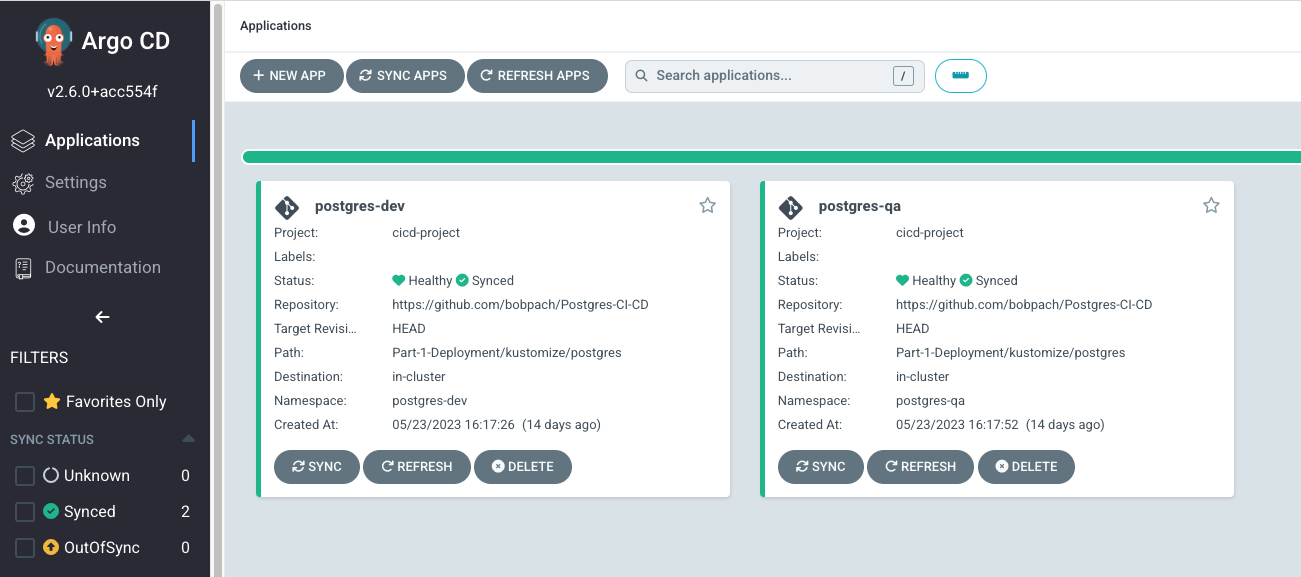 Argo CD
v2.6.0+acc554f
Applications
Settings
User Info
Documentation
FILTERS
Favorites Only
SYNC STATUS
Unknown 0
Synced 2
OutOfSync 0
Applications
NEW APP SYNC APPS REFRESH APPS Search applications... /
postgres-dev
Project: cicd-project
Labels:
Status: Healthy Synced
Repository: https://github.com/bobpach/Postgres-CI-CD
Target Revisi... HEAD
Path: Part-1-Deployment/kustomize/postgres
Destination: in-cluster
Namespace: postgres-dev
Created At: 05/23/2023 16:17:26 (14 days ago)
SYNC REFRESH DELETE
postgres-qa
Project: cicd-project
Labels:
Status: Healthy Synced
Repository: https://github.com/bobpach/Postgres-CI-CD
Target Revisi... HEAD
Path: Part-1-Deployment/kustomize/postgres
Destination: in-cluster
Namespace: postgres-qa
Created At: 05/23/2023 16:17:52 (14 days ago)
SYNC REFRESH DELETE